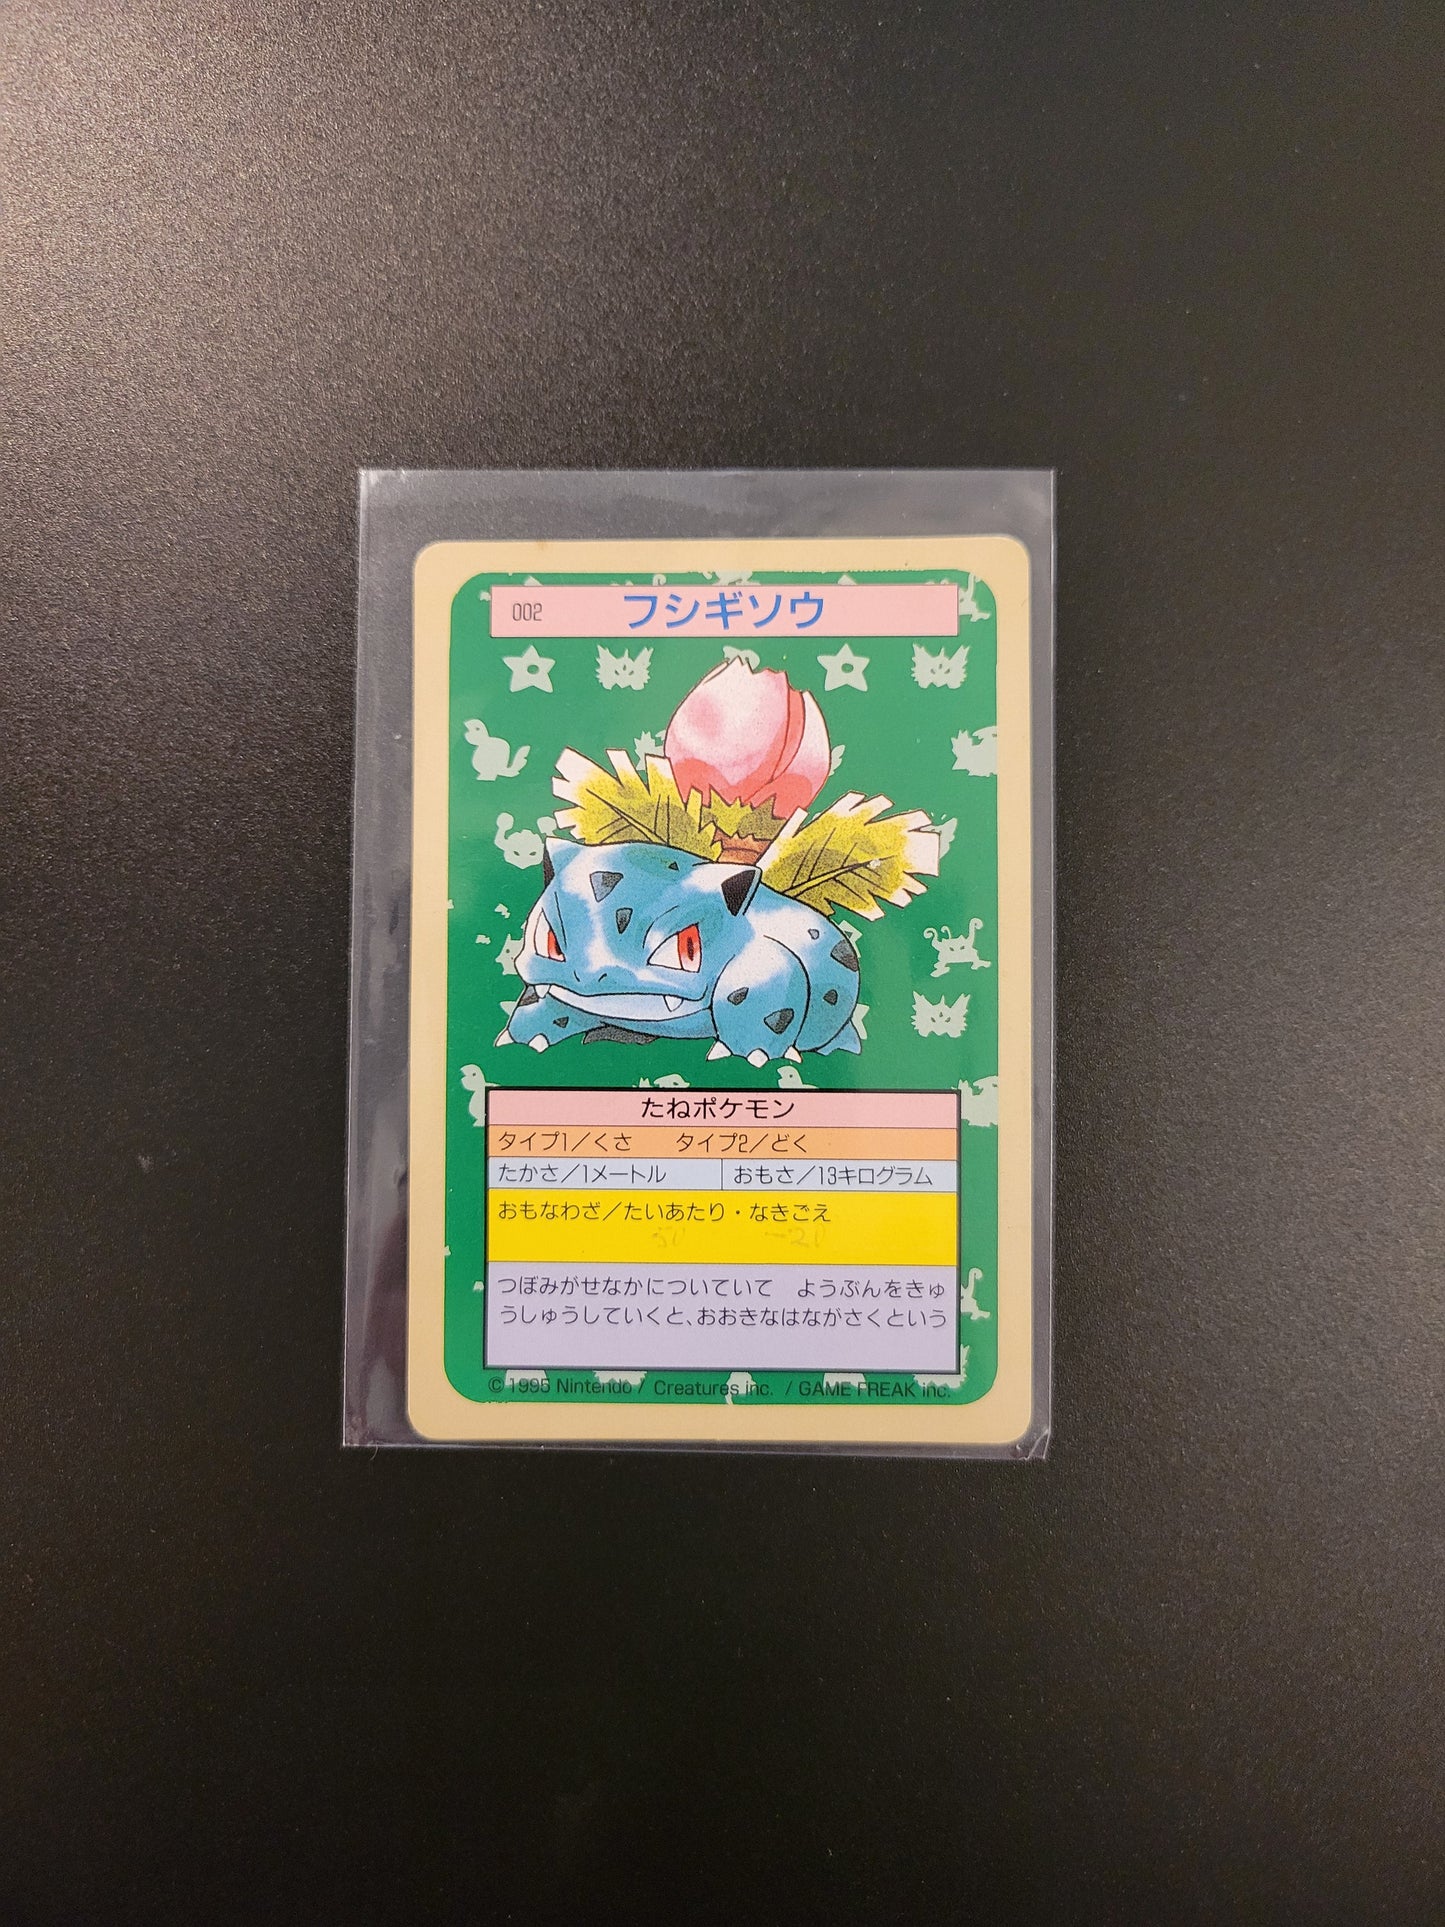 002 フシギソウ
たねポケモン
タイプ1／くさ タイプ2／どく
たかさ／1メートル おもさ／13キログラム
おもなわざ／たいあたり・なきごえ
50 -20
つぼみがせなかについていて ようぶんをきゅ
うしゅうしていくと､おおきなはながさくという
© 1995 Nintendo / Creatures inc. / GAME FREAK inc.